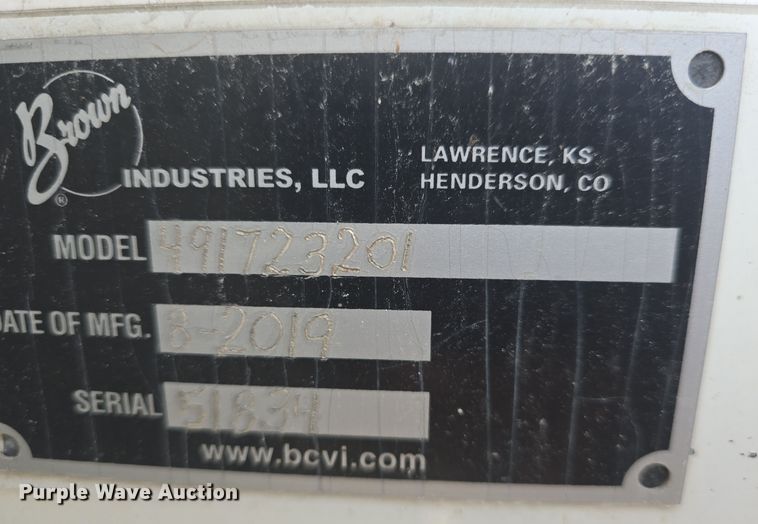 Brown
®
INDUSTRIES, LLC
LAWRENCE, KS
HENDERSON, CO
MODEL 491723201
DATE OF MFG. 8-2019
SERIAL 51834
www.bcvi.com
Purple Wave Auction